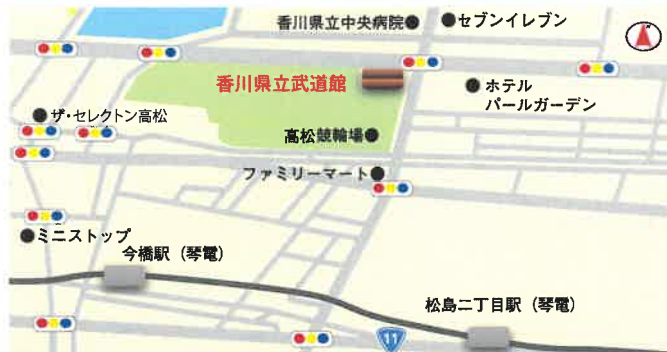 香川県立中央病院
セブンイレブン
香川県立武道館
ホテル
パールガーデン
ザ・セレクトン高松
高松競輪場
ファミリーマート
ミニストップ
今橋駅（琴電）
松島二丁目駅（琴電）
11